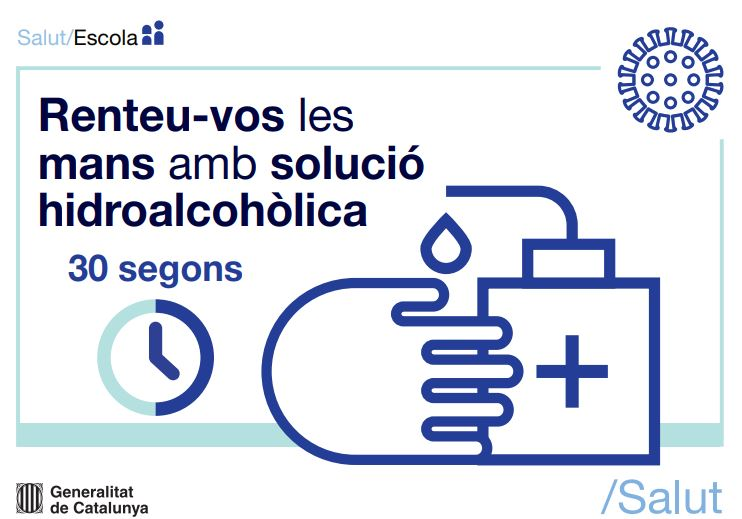 Salut/Escola
Renteu-vos les
mans amb solució
hidroalcohòlica
30 segons
Generalitat
de Catalunya
/Salut